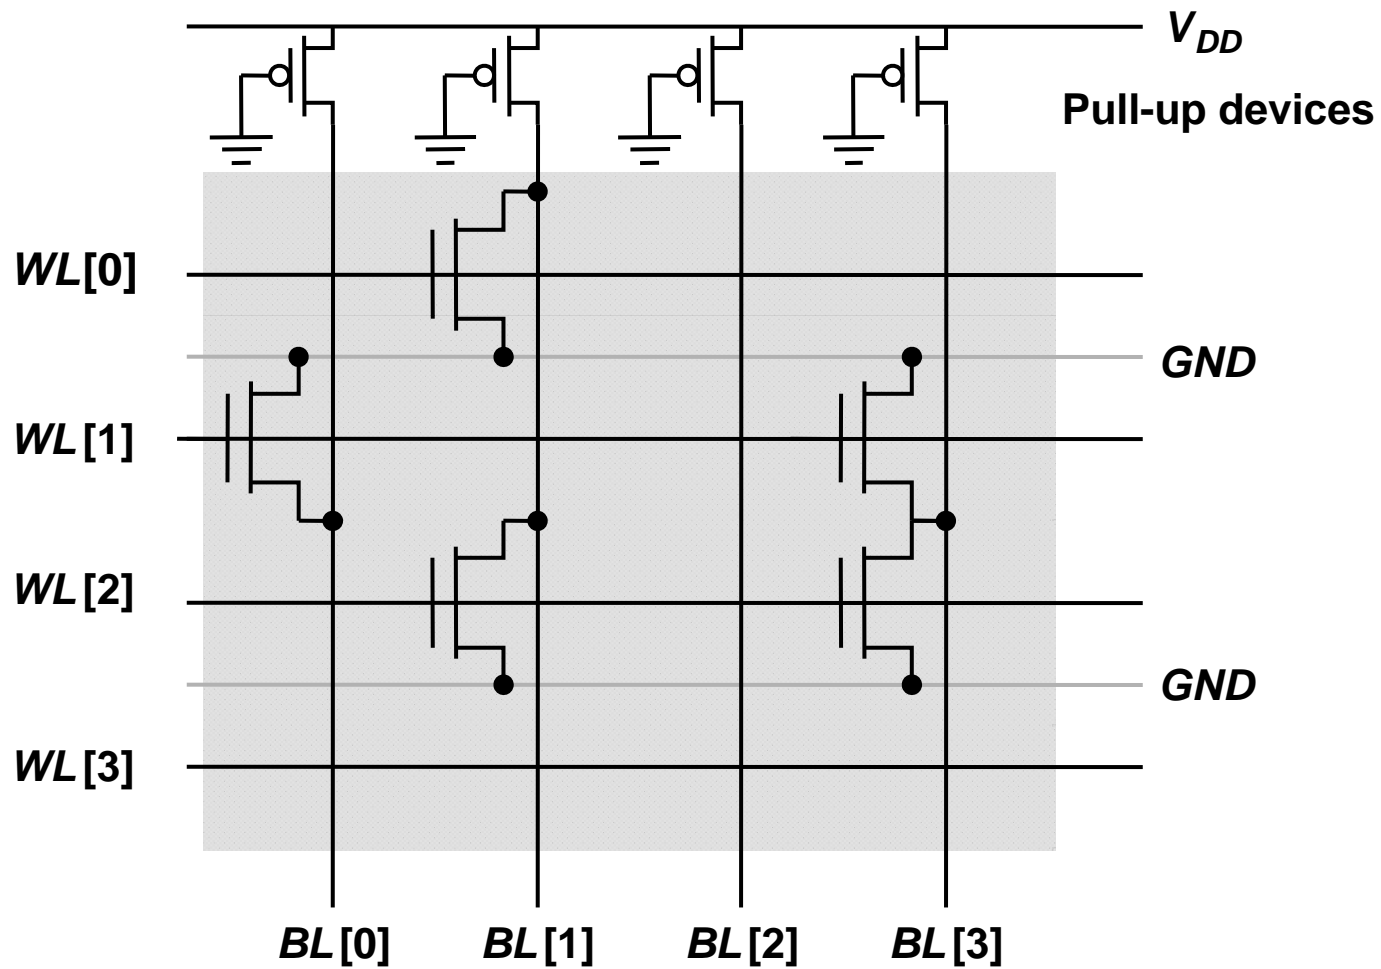 V_DD
Pull-up devices
WL[0]
GND
WL[1]
WL[2]
GND
WL[3]
BL[0] BL[1] BL[2] BL[3]